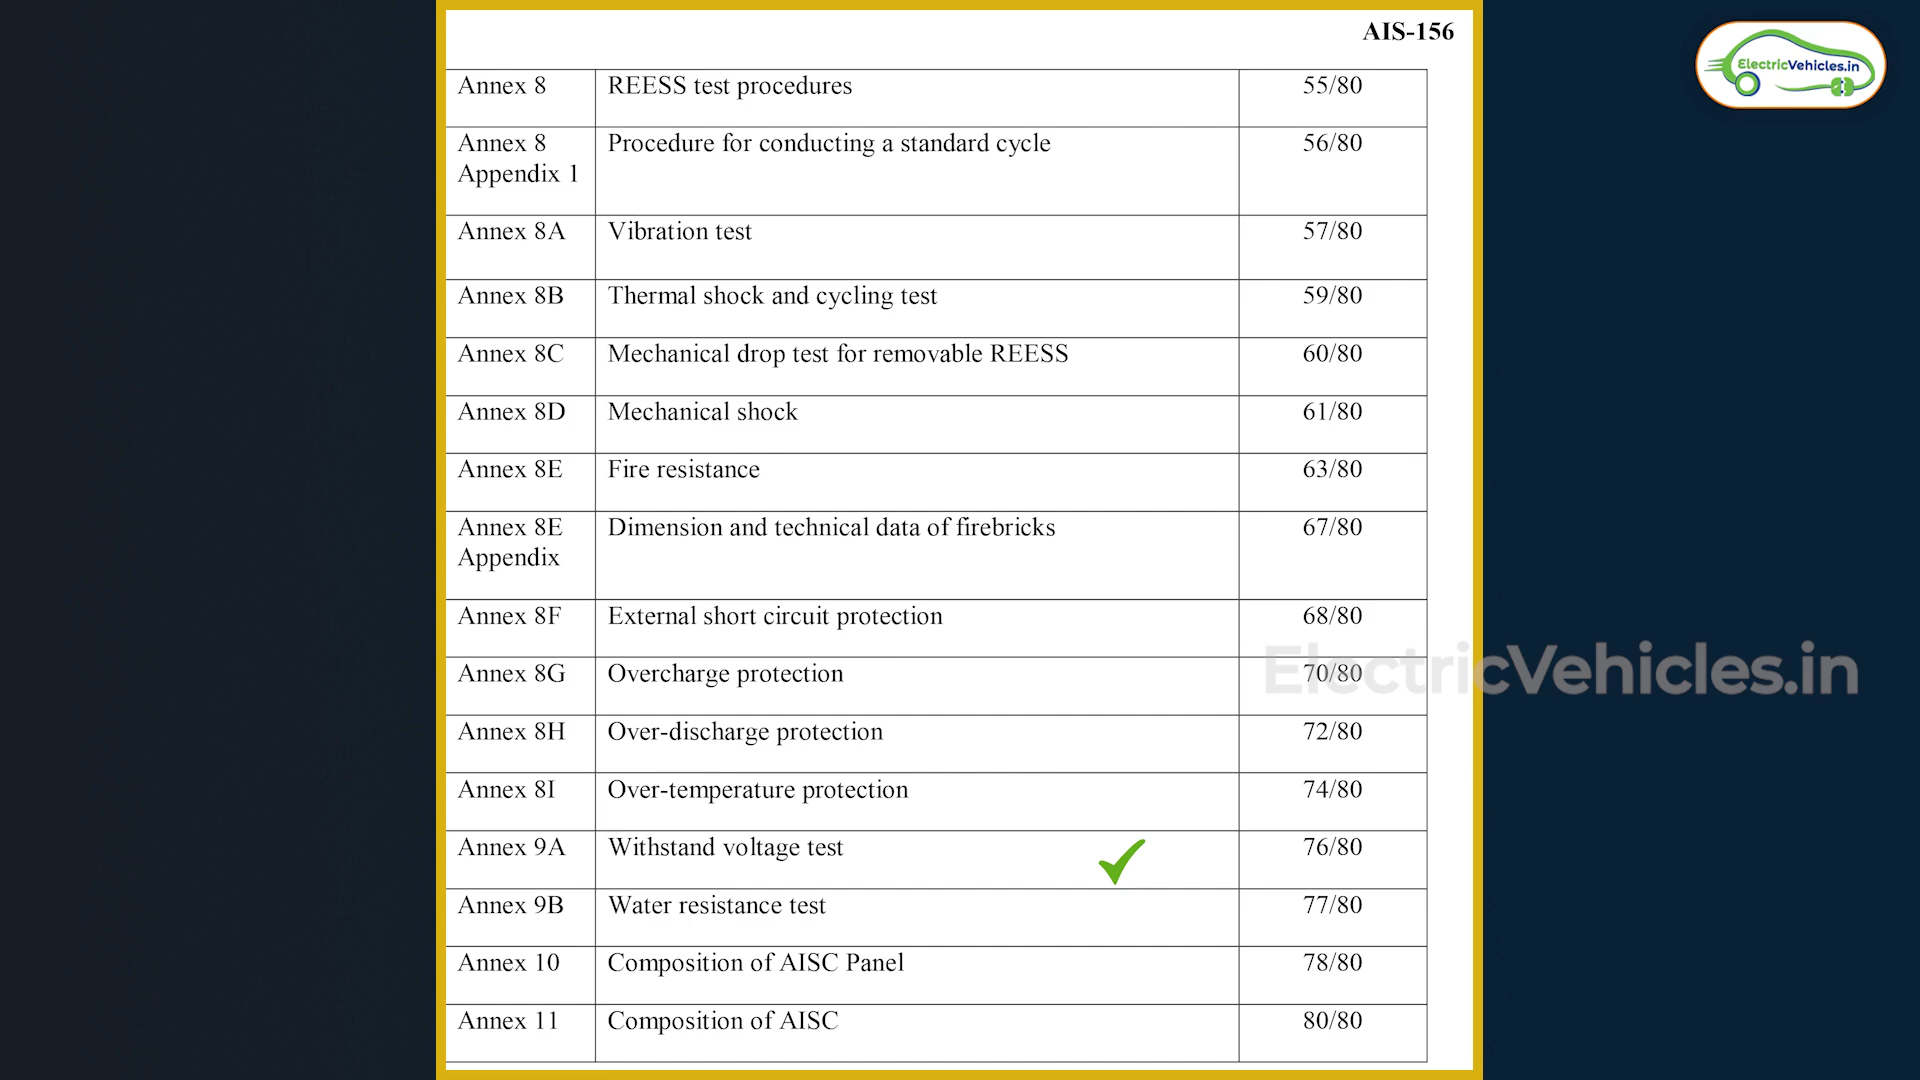 AIS-156
ElectricVehicles.in
Annex 8 REESS test procedures 55/80
Annex 8 Procedure for conducting a standard cycle 56/80
Appendix 1
Annex 8A Vibration test 57/80
Annex 8B Thermal shock and cycling test 59/80
Annex 8C Mechanical drop test for removable REESS 60/80
Annex 8D Mechanical shock 61/80
Annex 8E Fire resistance 63/80
Annex 8E Dimension and technical data of firebricks 67/80
Appendix
Annex 8F External short circuit protection 68/80
Annex 8G Overcharge protection 70/80
ElectricVehicles.in
Annex 8H Over-discharge protection 72/80
Annex 8I Over-temperature protection 74/80
Annex 9A Withstand voltage test 76/80
Annex 9B Water resistance test 77/80
Annex 10 Composition of AISC Panel 78/80
Annex 11 Composition of AISC 80/80